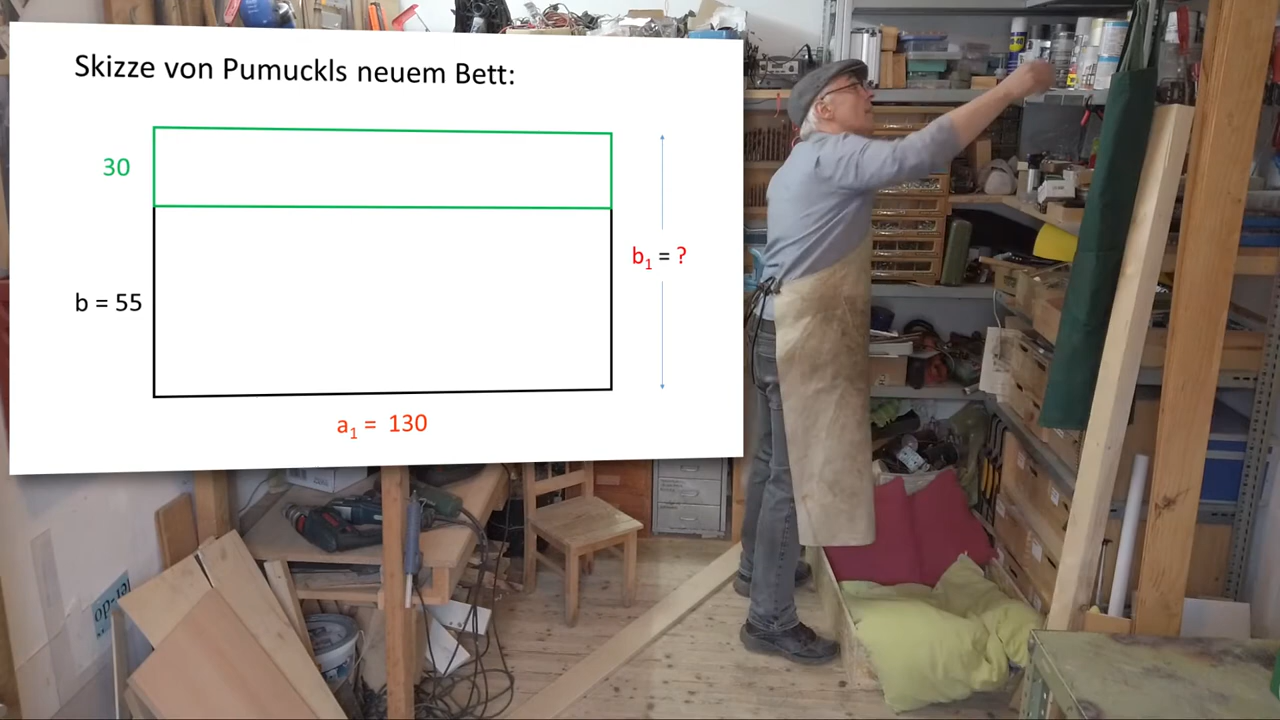 Skizze von Pumuckls neuem Bett:
30
b₁ = ?
b = 55
a₁ = 130